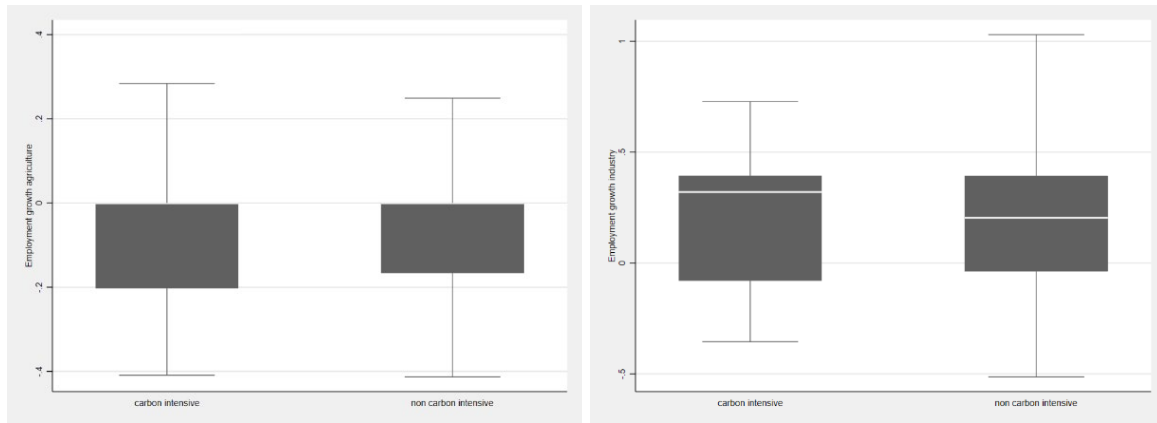 Employment growth agriculture
.4
.2
0
-.2
-.4
carbon intensive
non carbon intensive
Employment growth industry
1
.5
0
-.5
carbon intensive
non carbon intensive